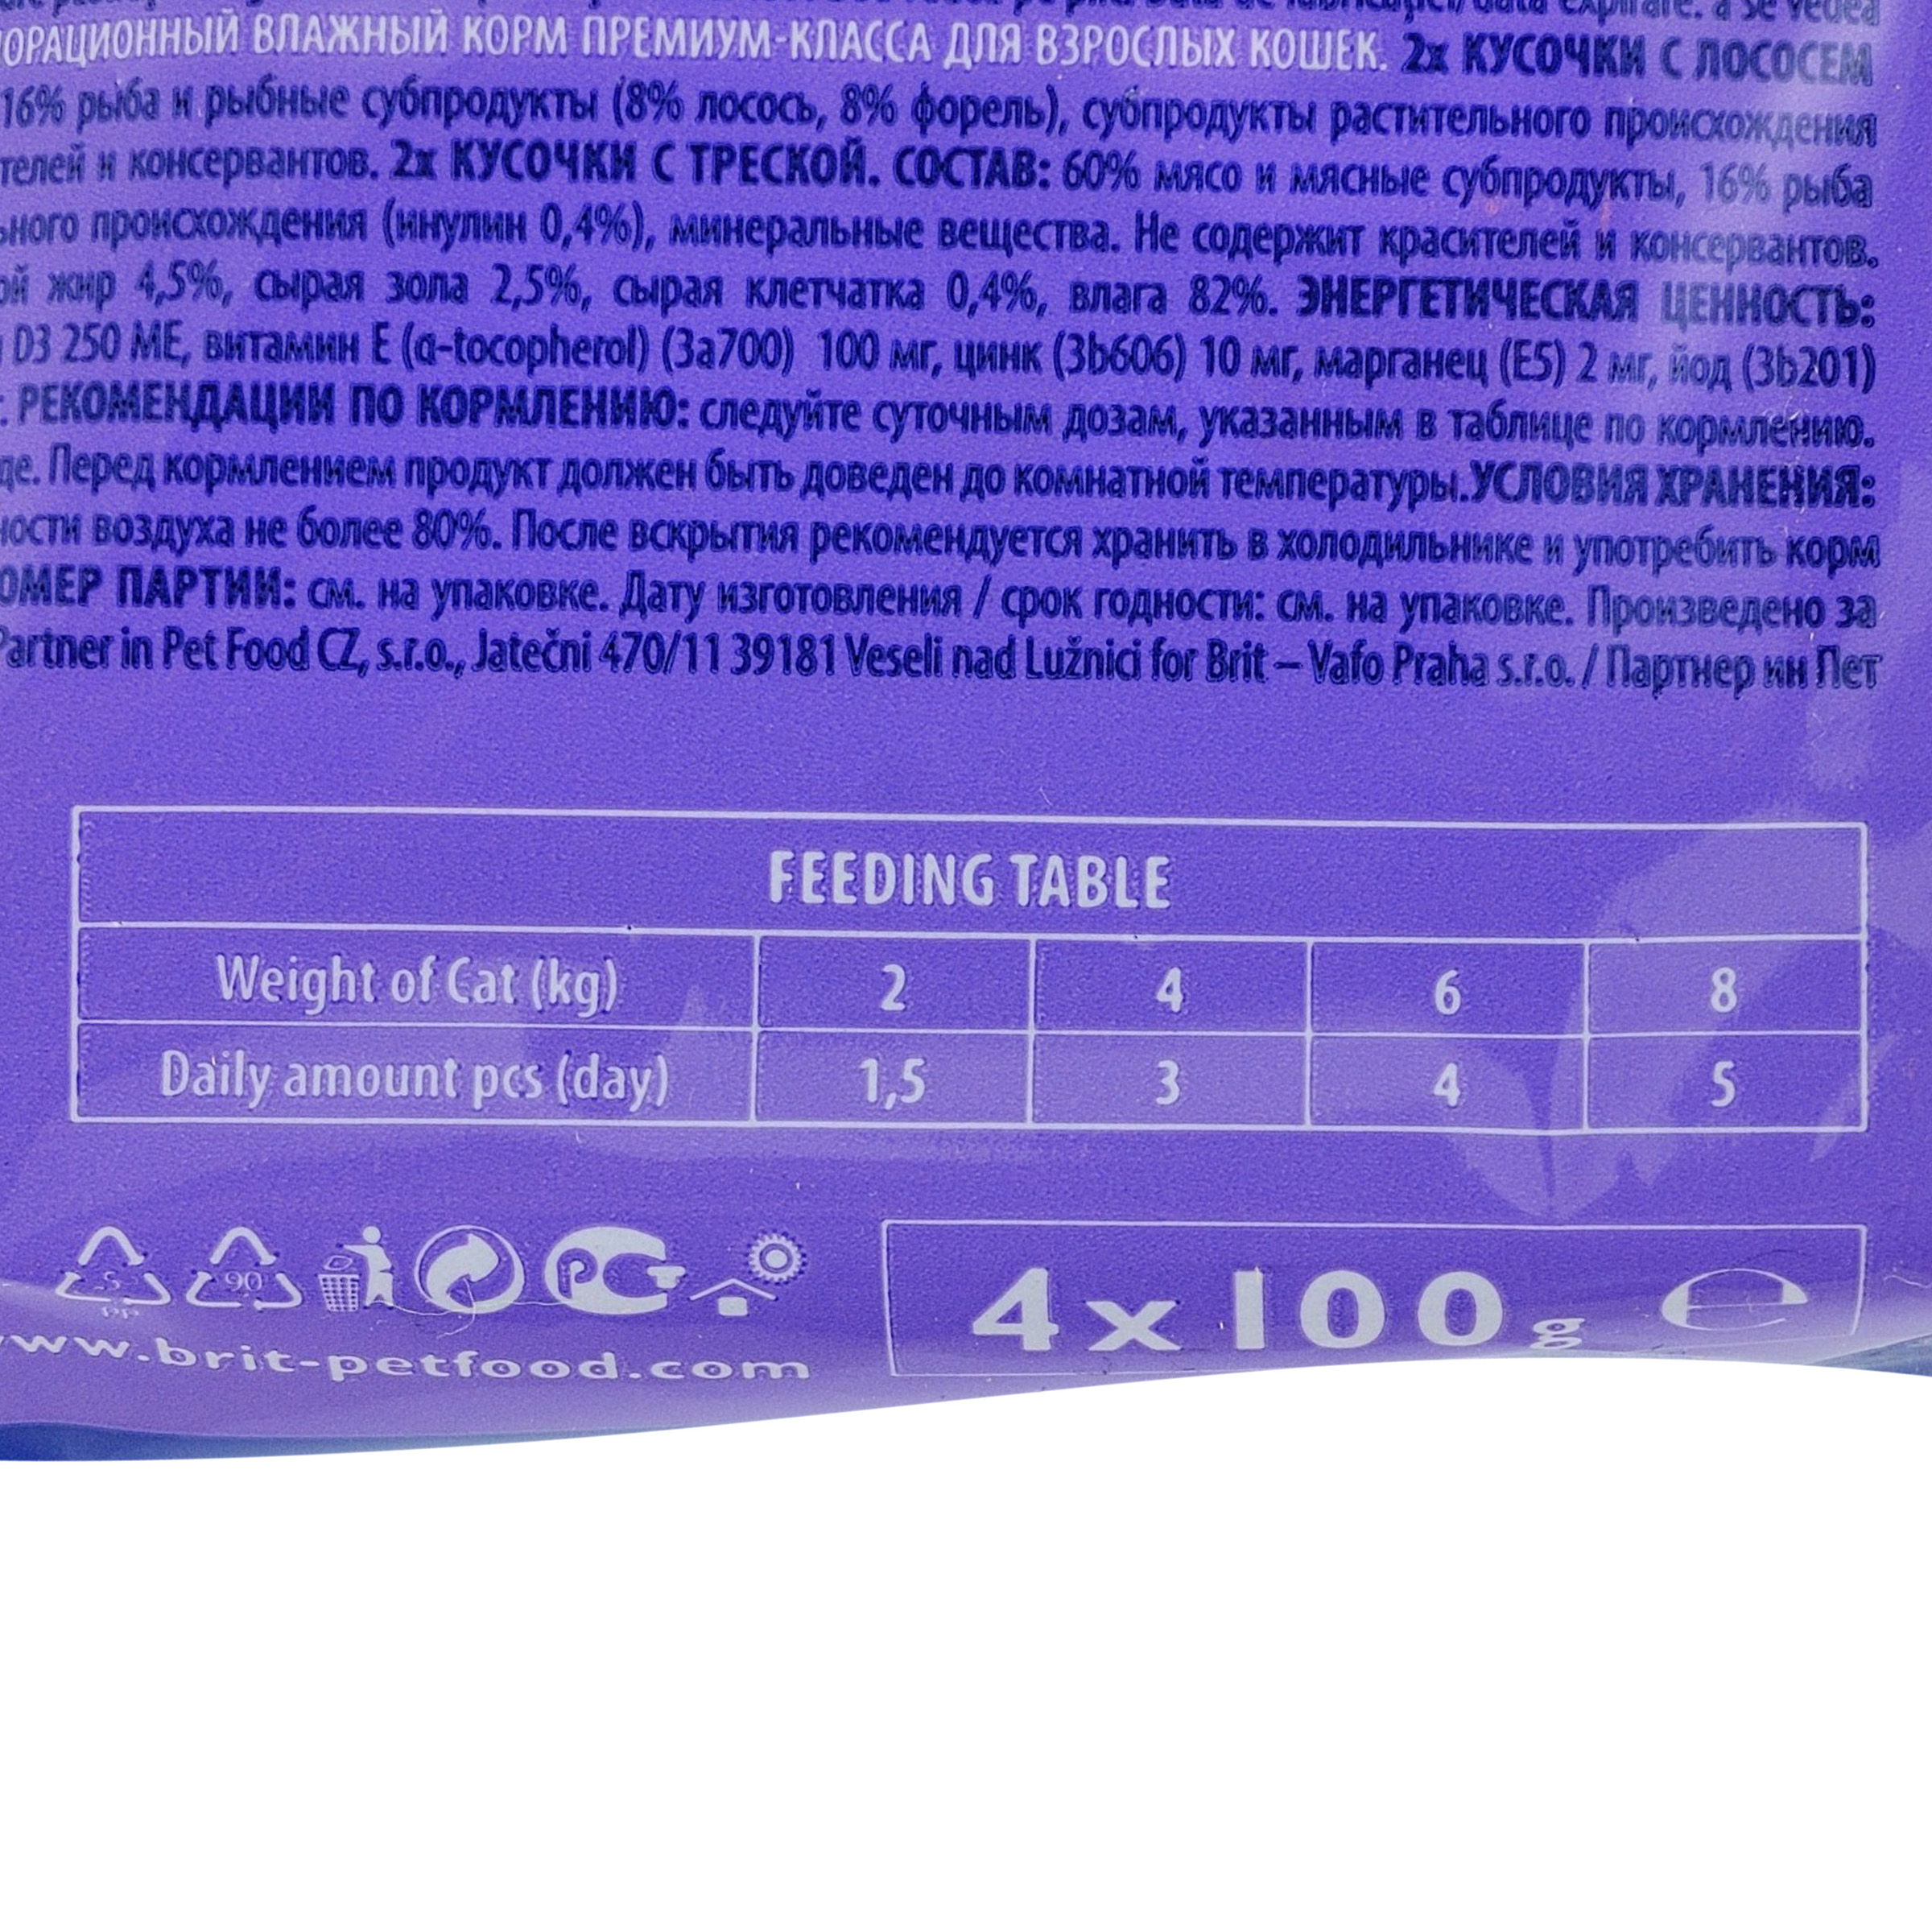 ОРАЦИОННЫЙ ВЛАЖНЫЙ КОРМ ПРЕМИУМ-КЛАССА ДЛЯ ВЗРОСЛЫХ КОШЕК. 2x КУСОЧКИ С ЛОСОСЕМ
16% рыба и рыбные субпродукты (8% лосось, 8% форель), субпродукты растительного происхождения
телей и консервантов. 2x КУСОЧКИ С ТРЕСКОЙ. СОСТАВ: 60% мясо и мясные субпродукты, 16% рыба
ьного происхождения (инулин 0,4%), минеральные вещества. Не содержит красителей и консервантов.
ой жир 4,5%, сырая зола 2,5%, сырая клетчатка 0,4%, влага 82%. ЭНЕРГЕТИЧЕСКАЯ ЦЕННОСТЬ:
D3 250 МЕ, витамин Е (α-tocopherol) (3a700) 100 мг, цинк (3b606) 10 мг, марганец (E5) 2 мг, йод (3b201)
. РЕКОМЕНДАЦИИ ПО КОРМЛЕНИЮ: следуйте суточным дозам, указанным в таблице по кормлению.
де. Перед кормлением продукт должен быть доведен до комнатной температуры.УСЛОВИЯ ХРАНЕНИЯ:
ности воздуха не более 80%. После вскрытия рекомендуется хранить в холодильнике и употребить корм
ОМЕР ПАРТИИ: см. на упаковке. Дату изготовления / срок годности: см. на упаковке. Произведено за
Partner in Pet Food CZ, s.r.o., Jatečni 470/11 39181 Veseli nad Lužnici for Brit – Vafo Praha s.r.o. / Партнер ин Пет
FEEDING TABLE
Weight of Cat (kg) 2 4 6 8
Daily amount pcs (day) 1,5 3 4 5
5 PP 90 PC
ww.brit-petfood.com
4x100g e